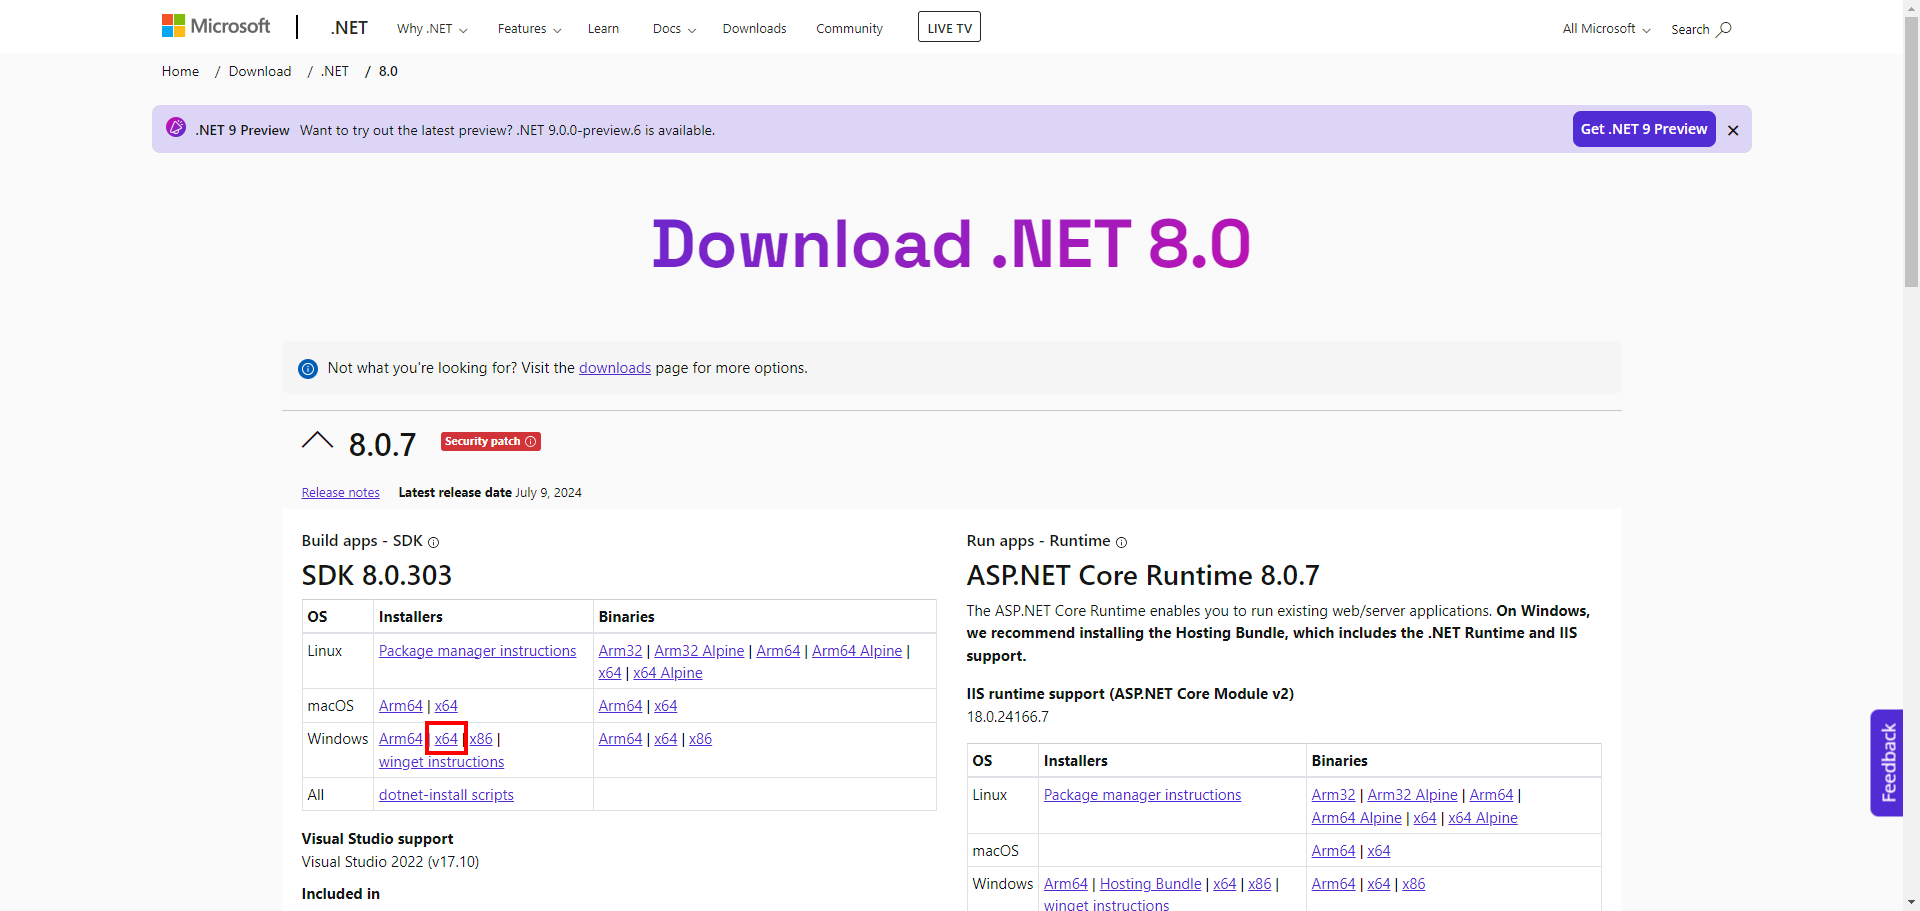 Microsoft | .NET Why .NET Features Learn Docs Downloads Community LIVE TV All Microsoft Search
Home / Download / .NET / 8.0
.NET 9 Preview Want to try out the latest preview? .NET 9.0.0-preview.6 is available. Get .NET 9 Preview
Download .NET 8.0
Not what you're looking for? Visit the downloads page for more options.
8.0.7 Security patch
Release notes Latest release date July 9, 2024
Build apps - SDK
SDK 8.0.303
OS Installers Binaries
Linux Package manager instructions Arm32 | Arm32 Alpine | Arm64 | Arm64 Alpine |
x64 | x64 Alpine
macOS Arm64 | x64 Arm64 | x64
Windows Arm64 | x64 | x86 | Arm64 | x64 | x86
winget instructions
All dotnet-install scripts
Visual Studio support
Visual Studio 2022 (v17.10)
Included in
Run apps - Runtime
ASP.NET Core Runtime 8.0.7
The ASP.NET Core Runtime enables you to run existing web/server applications. On Windows,
we recommend installing the Hosting Bundle, which includes the .NET Runtime and IIS
support.
IIS runtime support (ASP.NET Core Module v2)
18.0.24166.7
OS Installers Binaries
Linux Package manager instructions Arm32 | Arm32 Alpine | Arm64 |
Arm64 Alpine | x64 | x64 Alpine
macOS Arm64 | x64
Windows Arm64 | Hosting Bundle | x64 | x86 | Arm64 | x64 | x86
winget instructions
Feedback